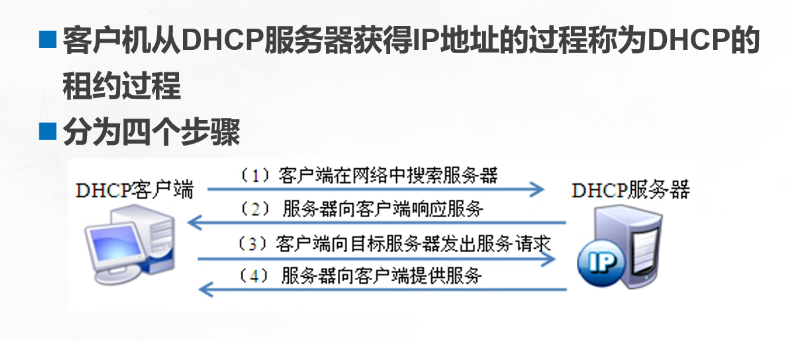 客户机从DHCP服务器获得IP地址的过程称为DHCP的
租约过程
分为四个步骤
（1）客户端在网络中搜索服务器
DHCP客户端
DHCP服务器
（2） 服务器向客户端响应服务
（3）客户端向目标服务器发出服务请求
IP
（4） 服务器向客户端提供服务